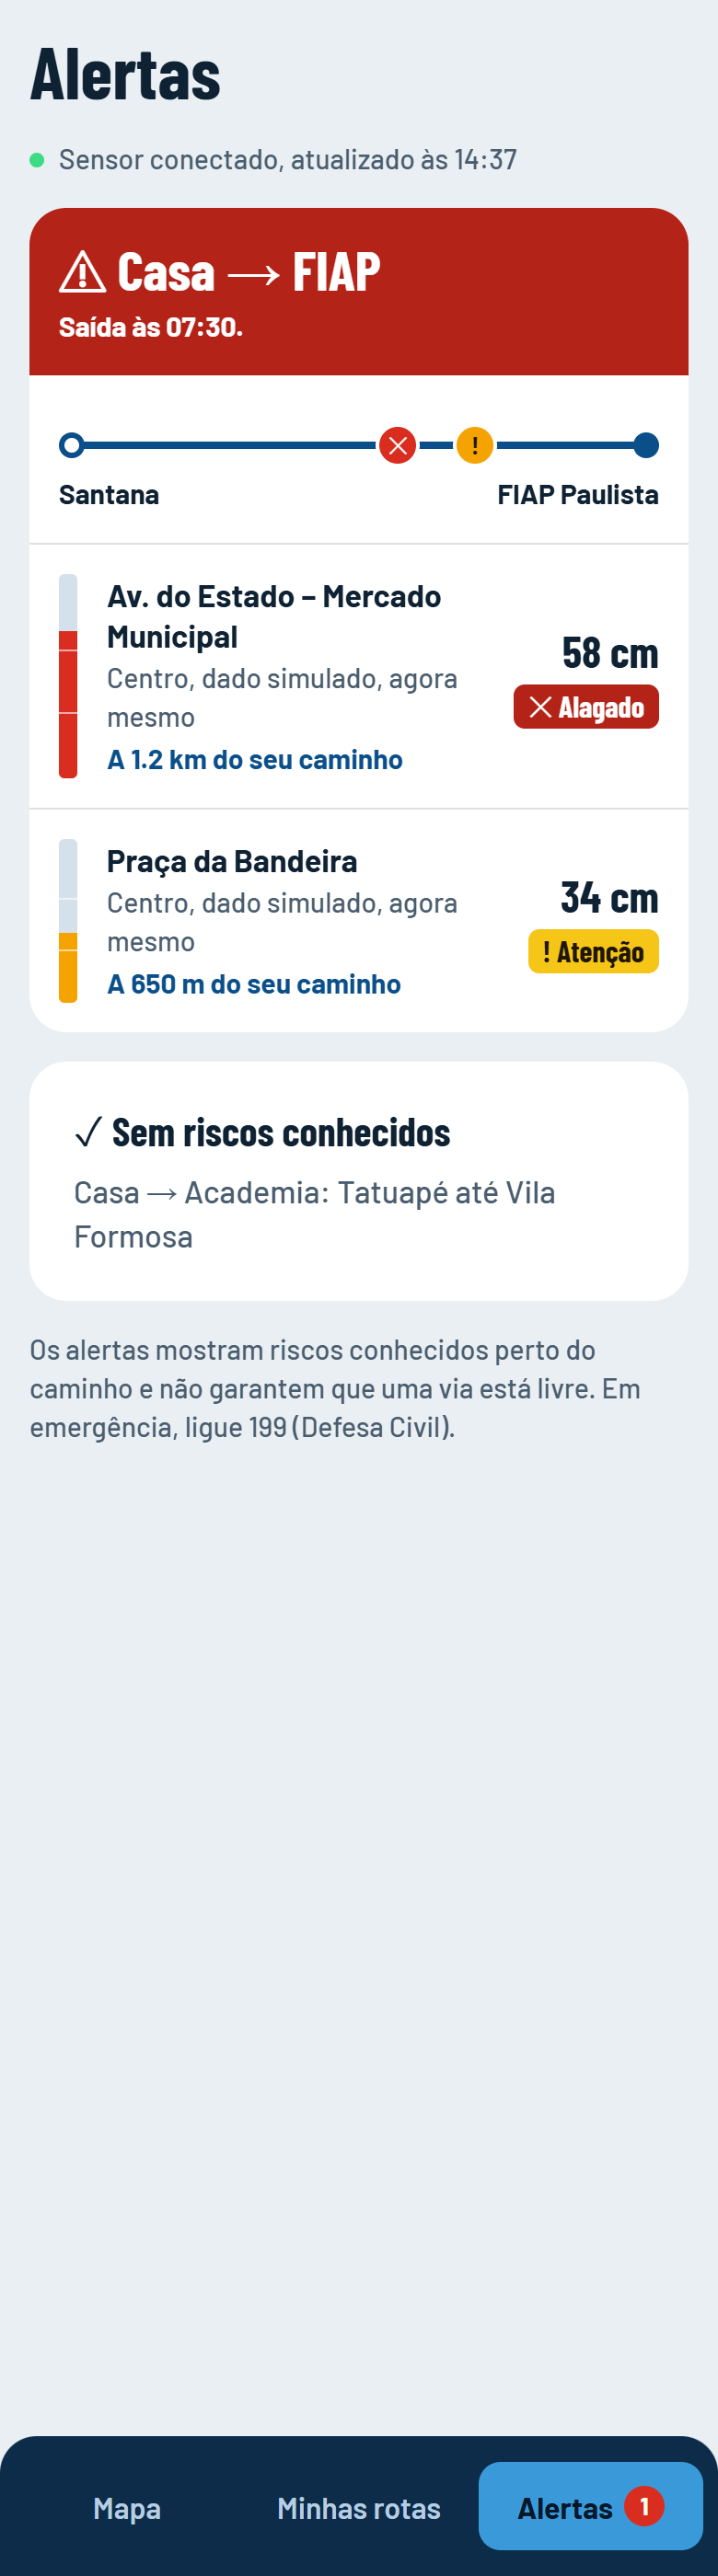 Alertas
Sensor conectado, atualizado às 14:37
Casa → FIAP
Saída às 07:30.
!
Santana
FIAP Paulista
Av. do Estado – Mercado
Municipal
Centro, dado simulado, agora
mesmo
A 1.2 km do seu caminho
58 cm
✕ Alagado
Praça da Bandeira
Centro, dado simulado, agora
mesmo
A 650 m do seu caminho
34 cm
! Atenção
✓ Sem riscos conhecidos
Casa → Academia: Tatuapé até Vila
Formosa
Os alertas mostram riscos conhecidos perto do
caminho e não garantem que uma via está livre. Em
emergência, ligue 199 (Defesa Civil).
Mapa
Minhas rotas
Alertas 1